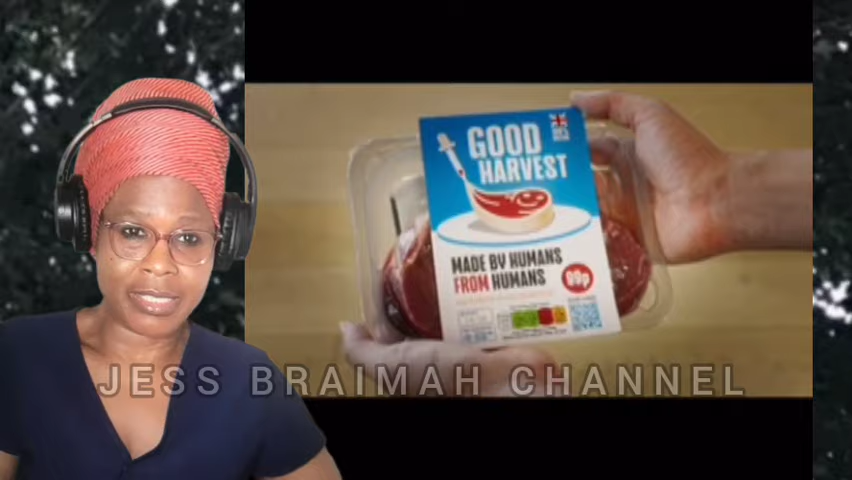 GOOD
HARVEST
MADE BY HUMANS
FROM HUMANS
99p
JESS BRAIMAH CHANNEL